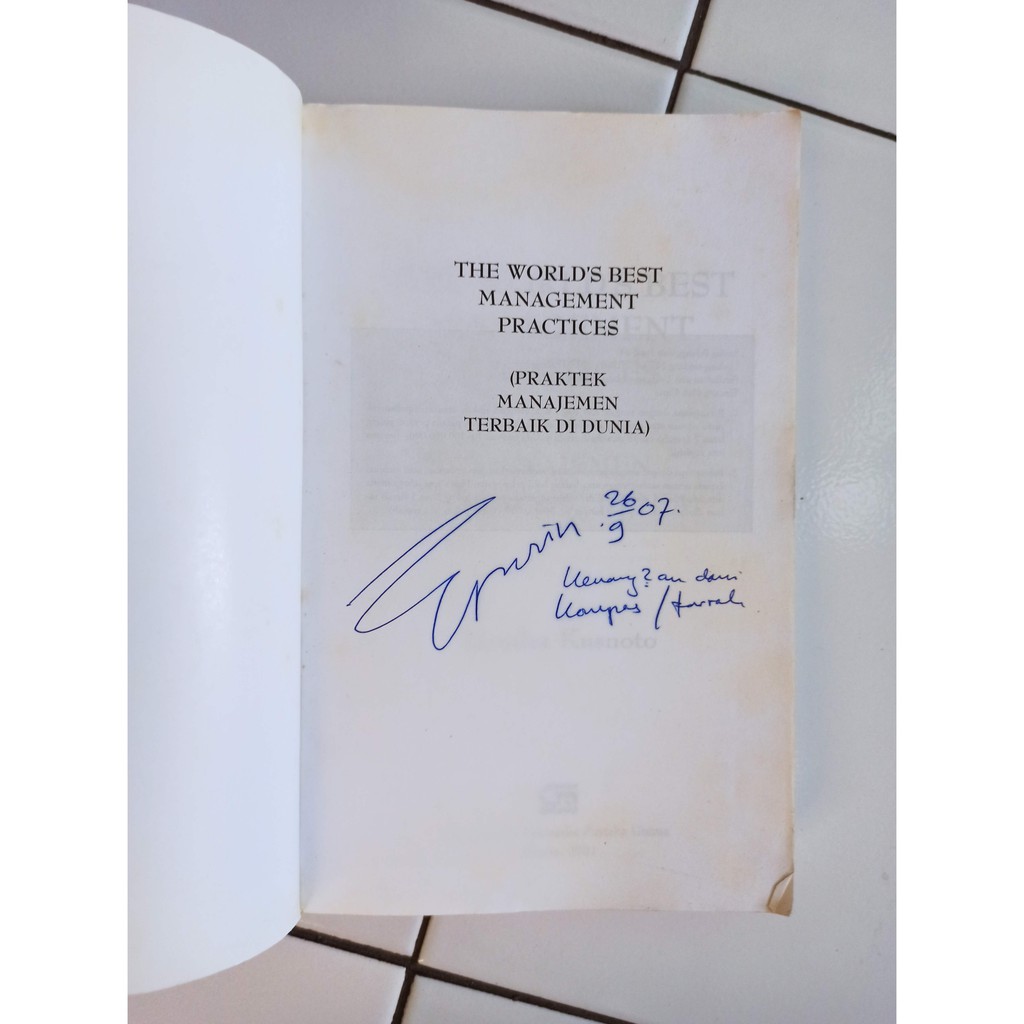 THE WORLD'S BEST
MANAGEMENT
PRACTICES
(PRAKTEK
MANAJEMEN
TERBAIK DI DUNIA)
26/9 07.
Kenang2an dari
Kompas /